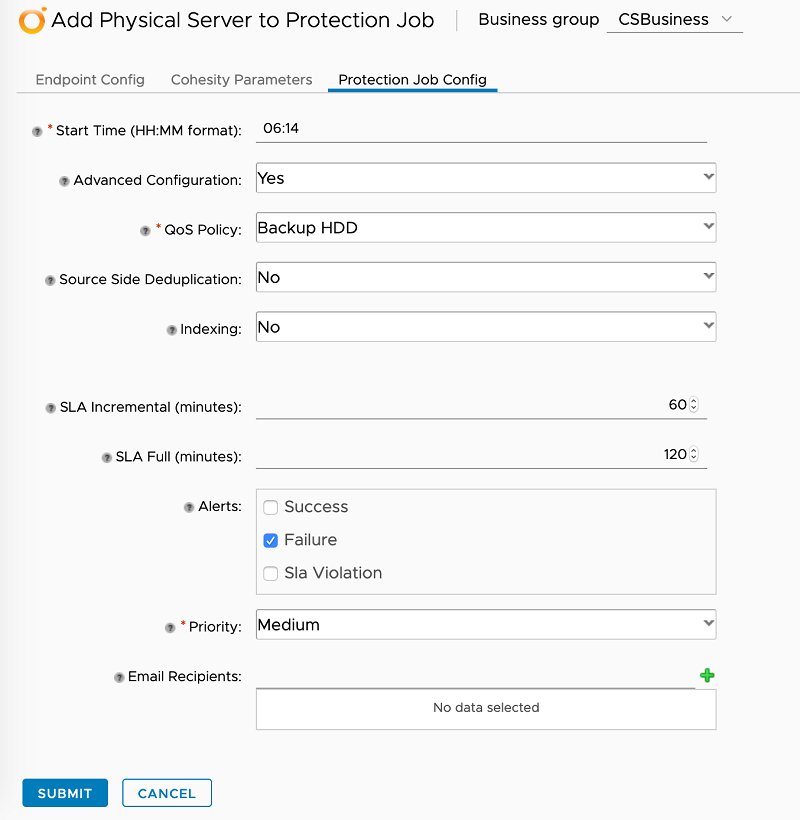 Add Physical Server to Protection Job Business group CSBusiness
Endpoint Config Cohesity Parameters Protection Job Config
* Start Time (HH:MM format): 06:14
Advanced Configuration: Yes
* QoS Policy: Backup HDD
Source Side Deduplication: No
Indexing: No
SLA Incremental (minutes): 60
SLA Full (minutes): 120
Alerts: Success
Failure
Sla Violation
* Priority: Medium
Email Recipients:
No data selected
SUBMIT CANCEL